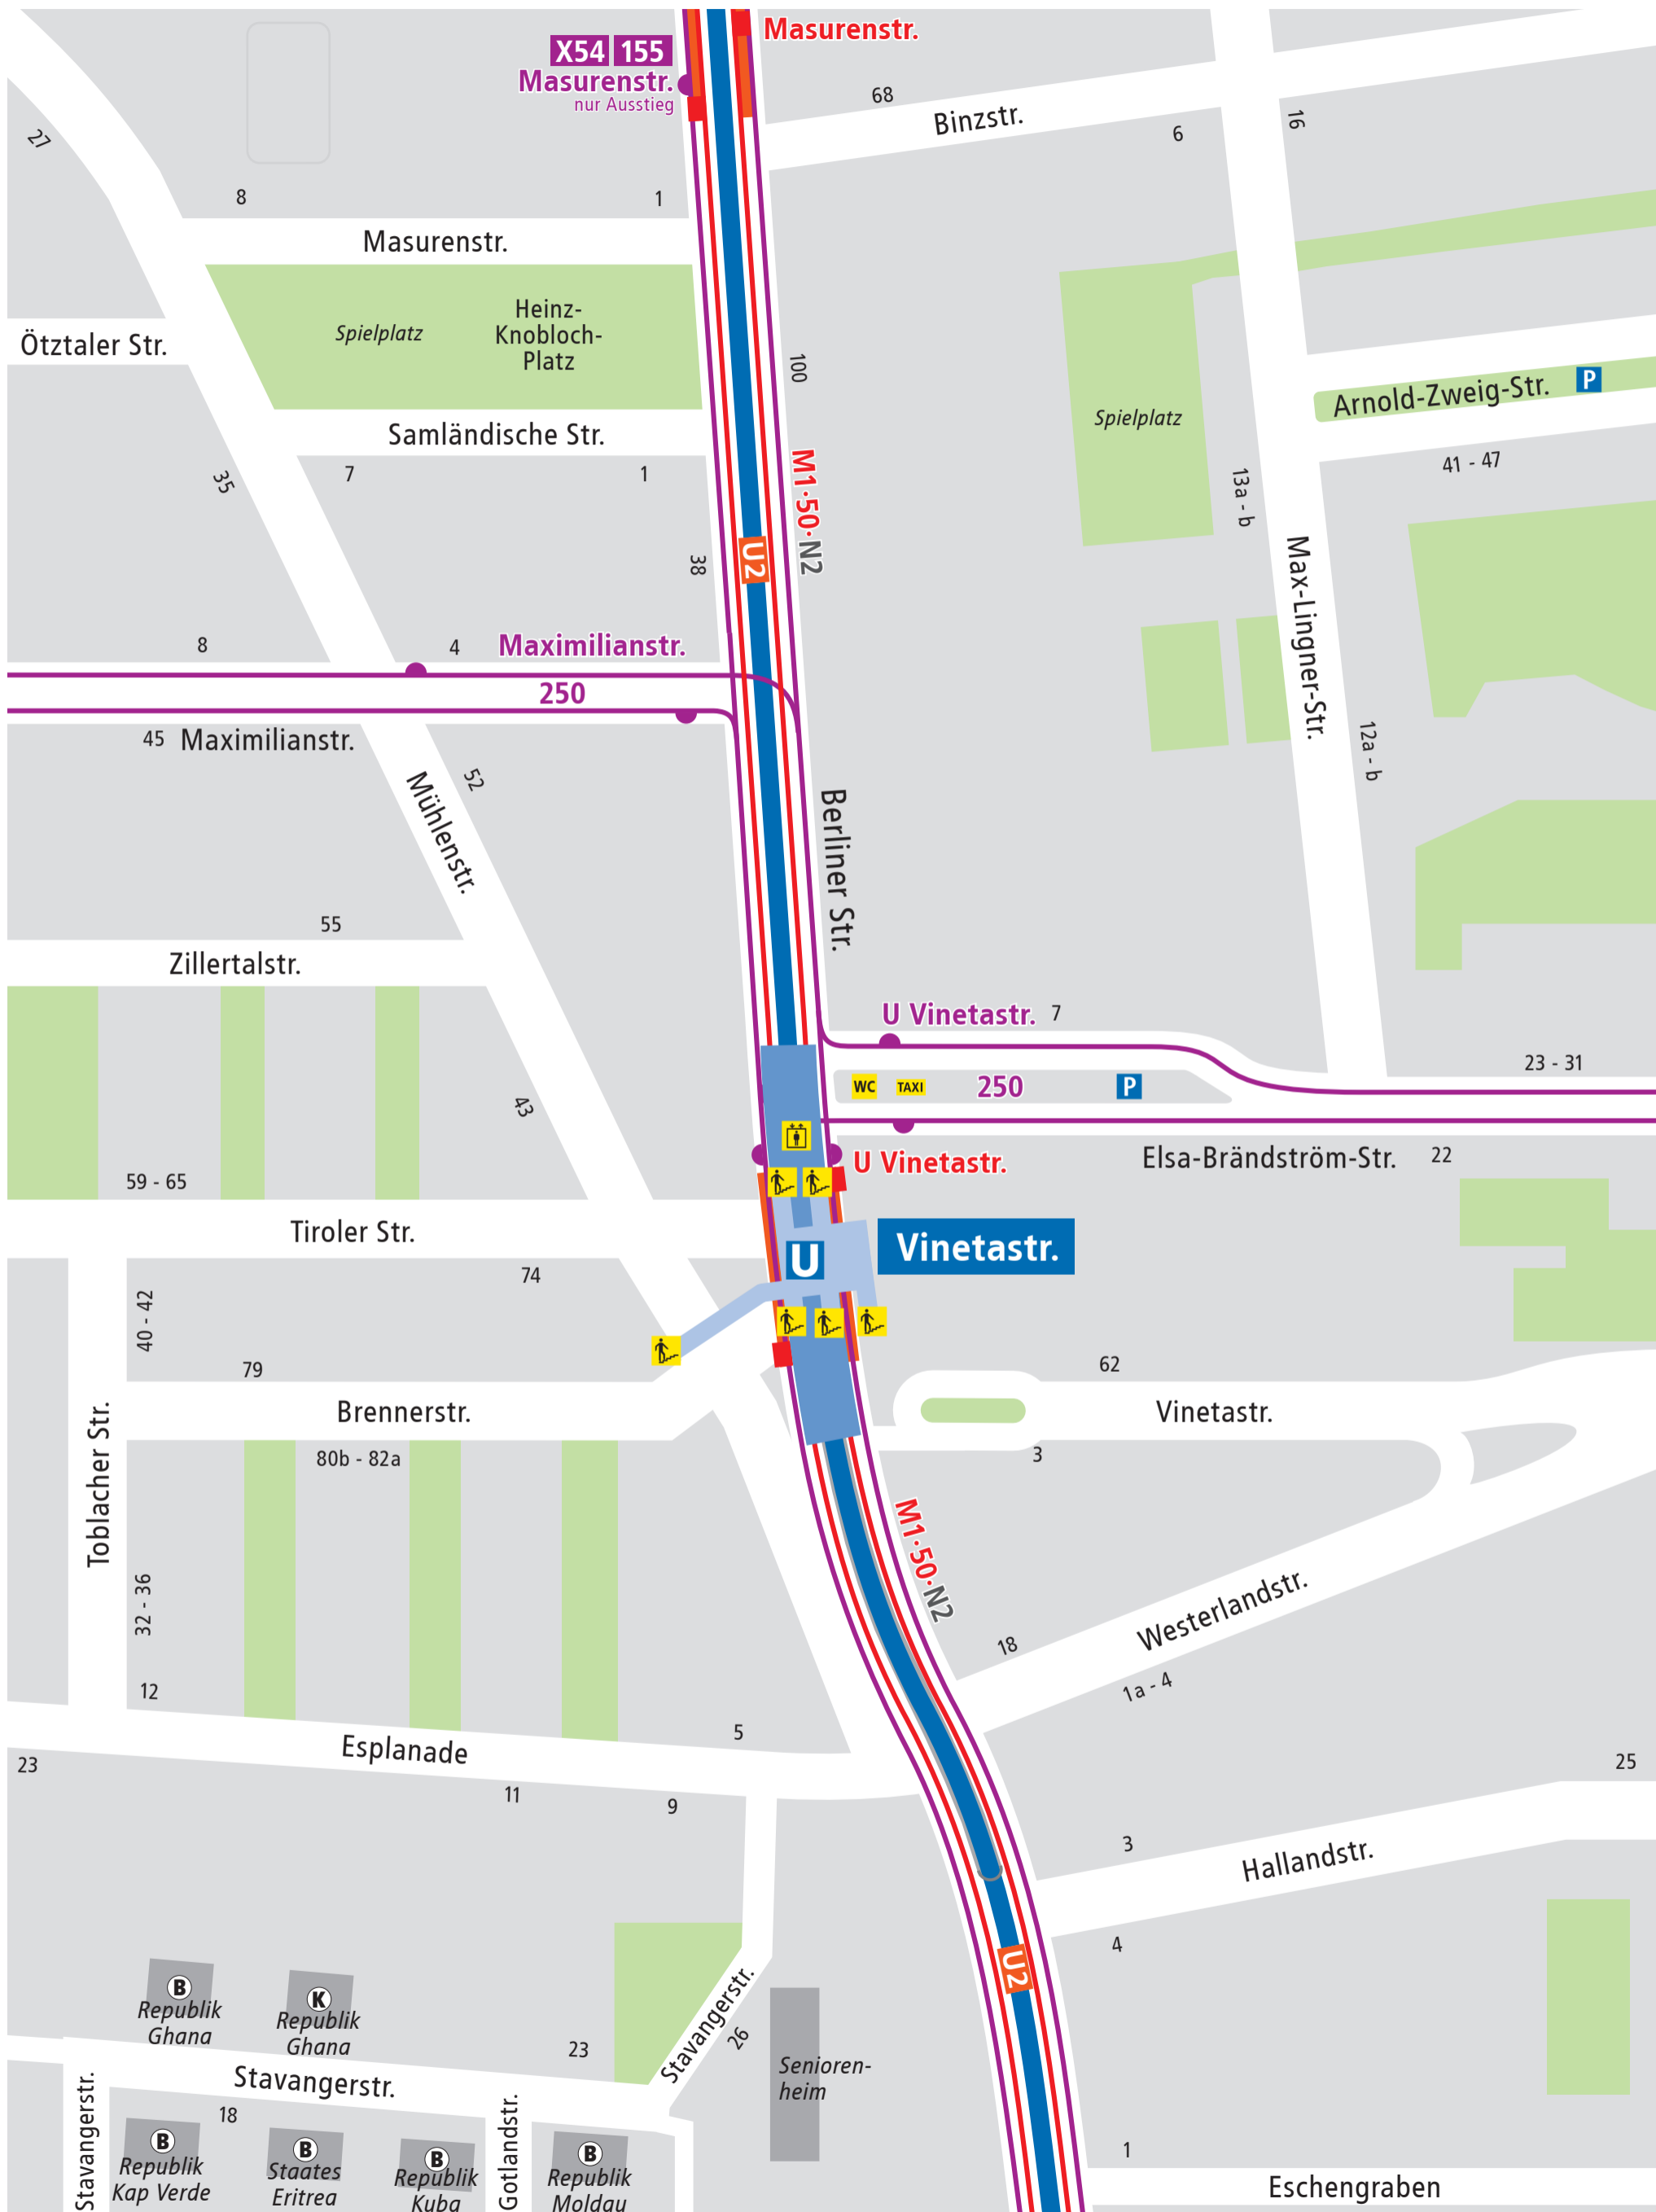 Masurenstr.
X54 155
Masurenstr.
nur Ausstieg
68
Binzstr.
6
16
27
8
1
Masurenstr.
Ötztaler Str.
Spielplatz
Heinz-
Knobloch-
Platz
100
Arnold-Zweig-Str.
P
Spielplatz
Samländische Str.
35
7
1
M1·50·N2
41 - 47
13a - b
38
U2
Max-Lingner-Str.
8
4
Maximilianstr.
250
45
Maximilianstr.
12a - b
52
Mühlenstr.
Berliner Str.
55
Zillertalstr.
U Vinetastr.
7
23 - 31
WC
TAXI
250
P
43
U Vinetastr.
Elsa-Brändström-Str.
22
59 - 65
Tiroler Str.
U
Vinetastr.
74
40 - 42
79
62
Brennerstr.
Vinetastr.
80b - 82a
3
Toblacher Str.
M1·50·N2
32 - 36
Westerlandstr.
18
1a - 4
12
5
Esplanade
23
11
9
25
3
Hallandstr.
4
U2
B
Republik
Ghana
K
Republik
Ghana
23
Stavangerstr.
26
Senioren-
heim
Stavangerstr.
18
Stavangerstr.
Gotlandstr.
B
Republik
Kap Verde
B
Staates
Eritrea
B
Republik
Kuba
B
Republik
Moldau
1
Eschengraben